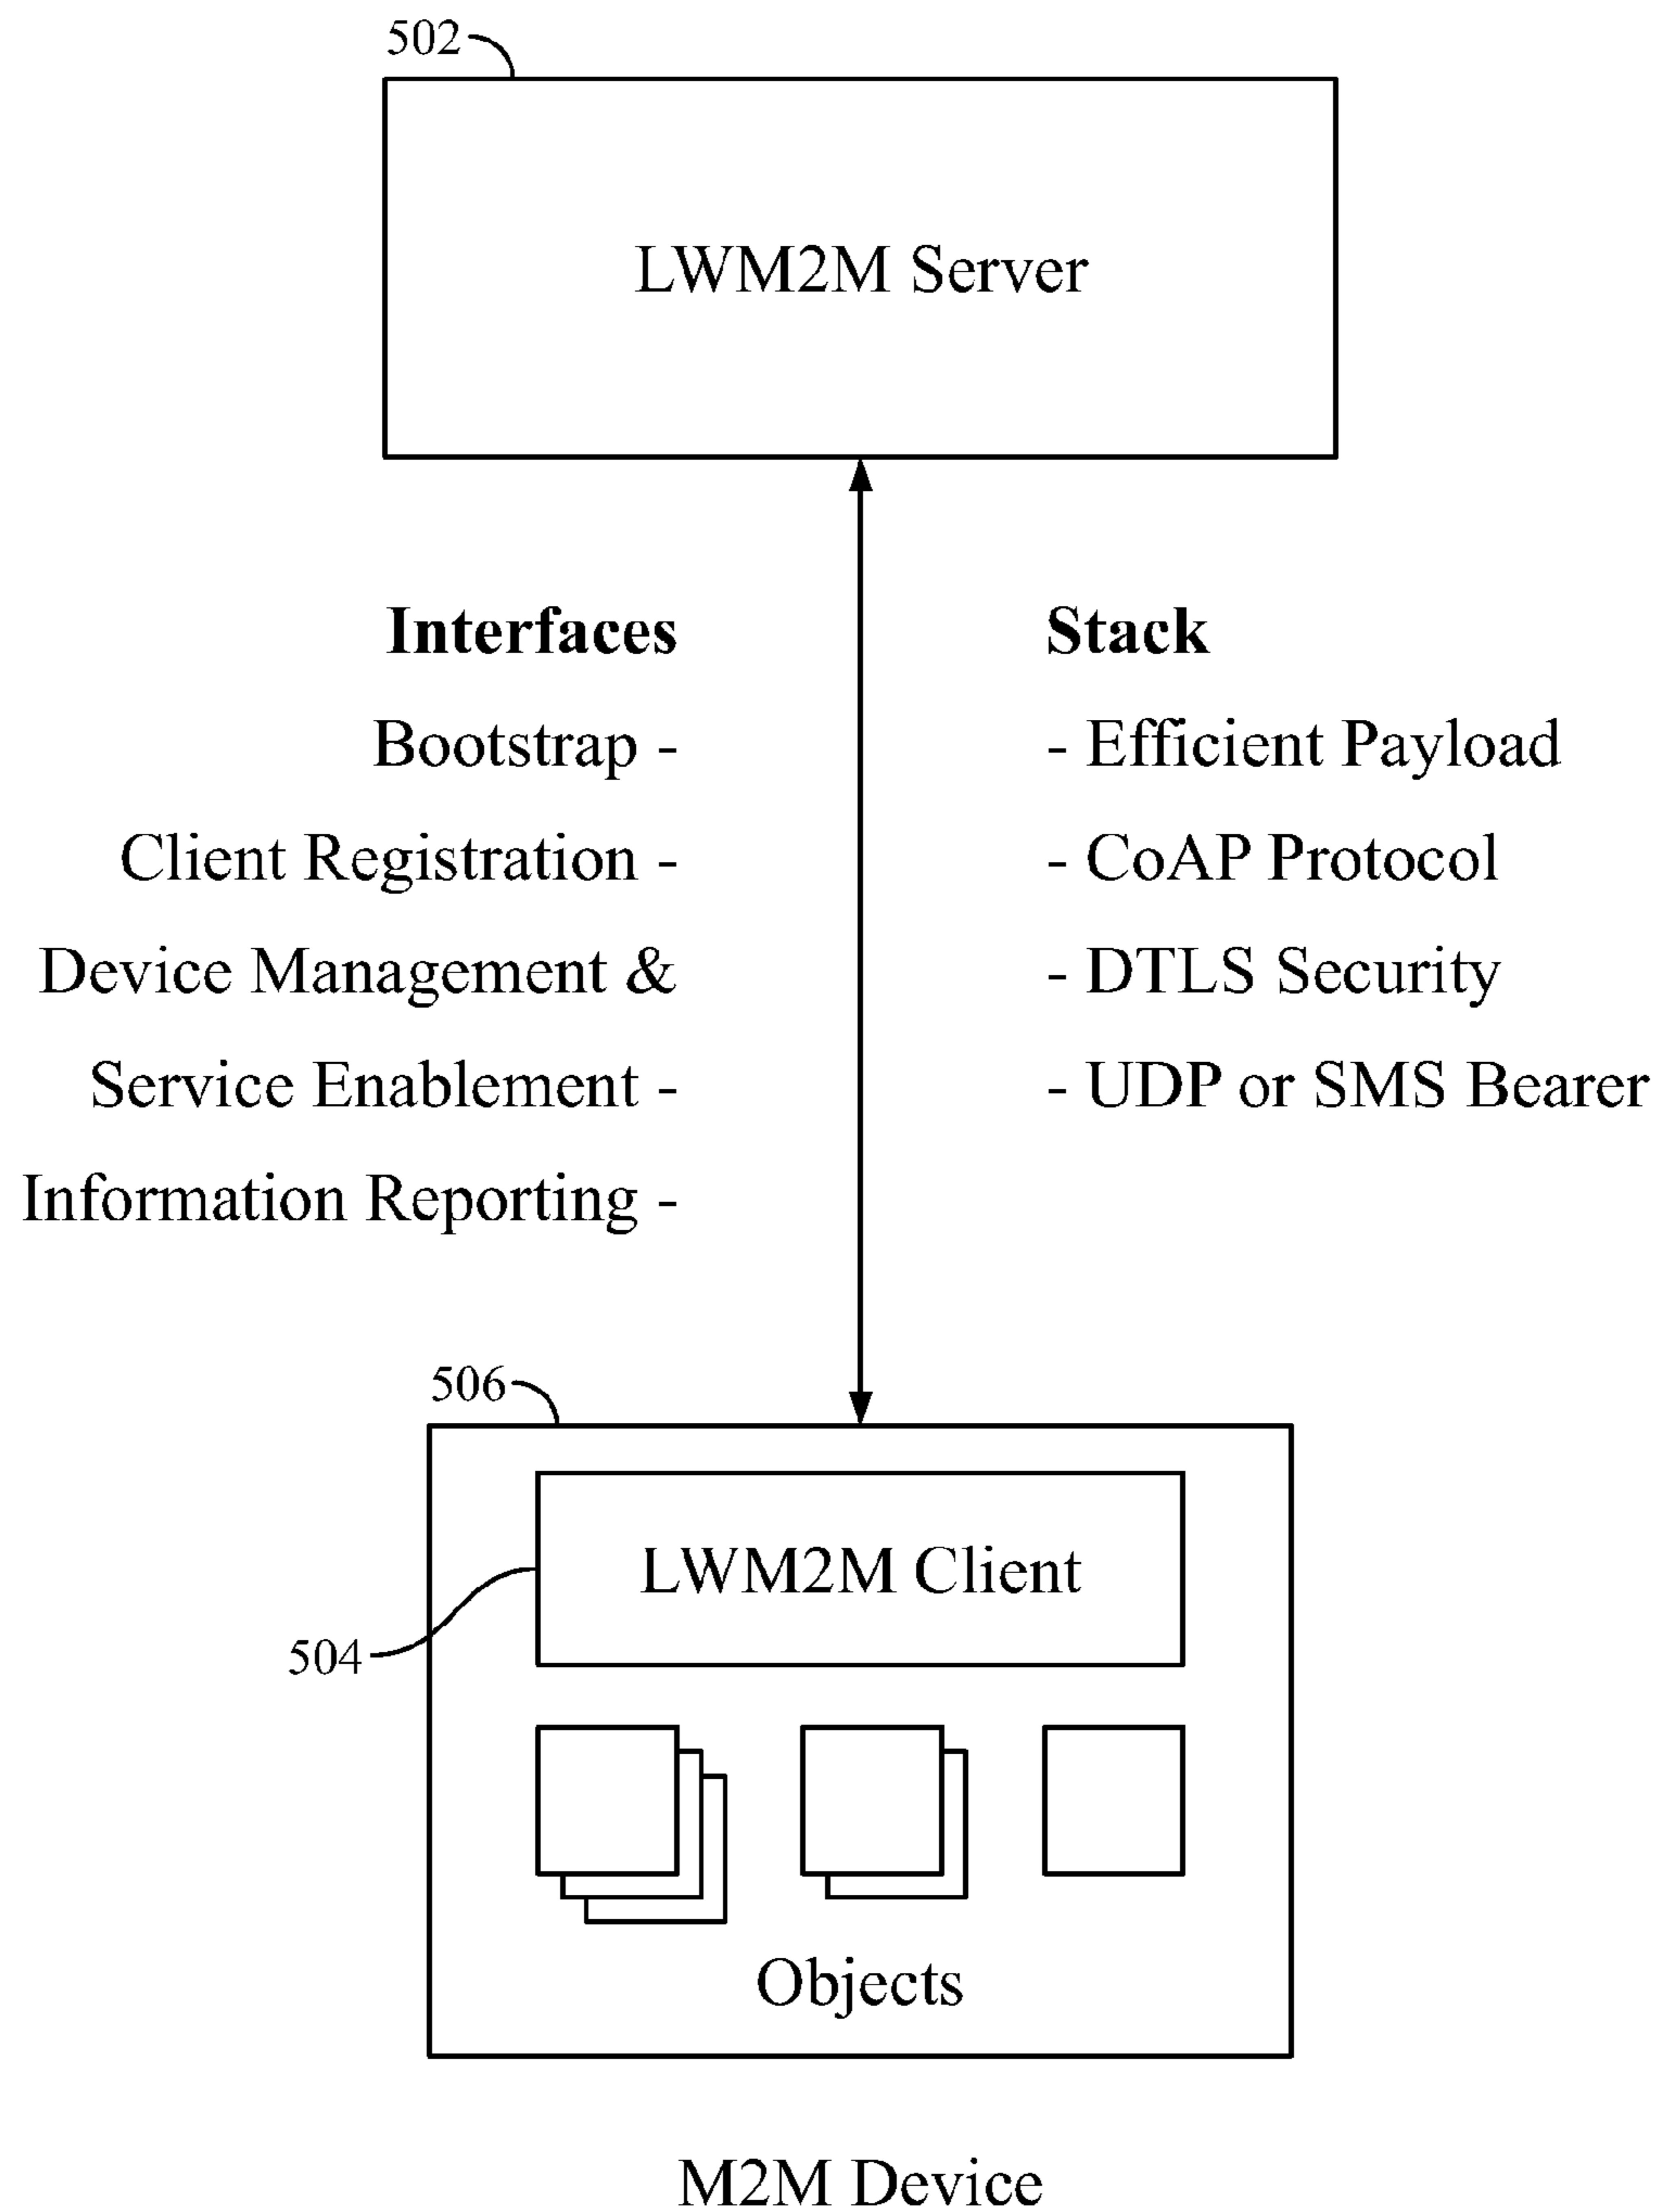 502
LWM2M Server
Interfaces
Bootstrap -
Client Registration -
Device Management &
Service Enablement -
Information Reporting -
Stack
- Efficient Payload
- CoAP Protocol
- DTLS Security
- UDP or SMS Bearer
506
LWM2M Client
504
Objects
M2M Device